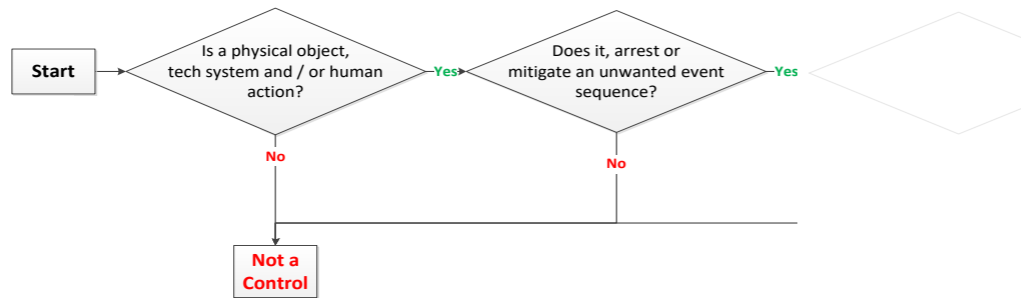 Start
Is a physical object,
tech system and / or human
action?
Yes
Does it, arrest or
mitigate an unwanted event
sequence?
Yes
No
No
Not a
Control